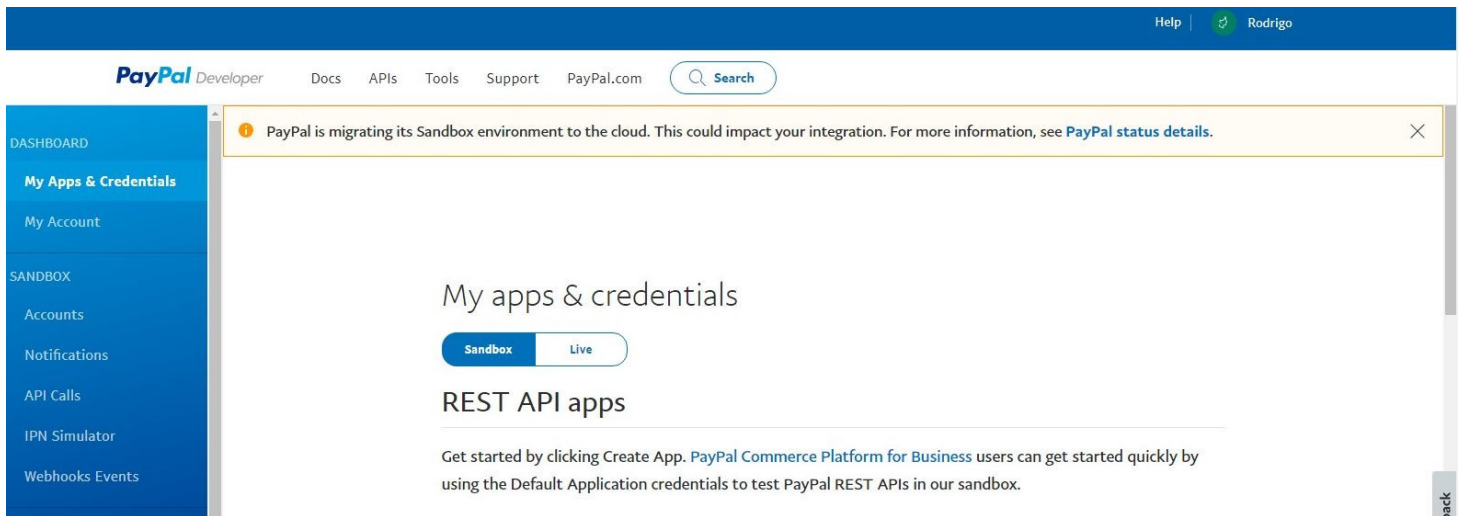 Help
Rodrigo
PayPal Developer
Docs
APIs
Tools
Support
PayPal.com
Search
PayPal is migrating its Sandbox environment to the cloud. This could impact your integration. For more information, see PayPal status details.
DASHBOARD
My Apps & Credentials
My Account
SANDBOX
Accounts
Notifications
API Calls
IPN Simulator
Webhooks Events
My apps & credentials
Sandbox
Live
REST API apps
Get started by clicking Create App. PayPal Commerce Platform for Business users can get started quickly by
using the Default Application credentials to test PayPal REST APIs in our sandbox.